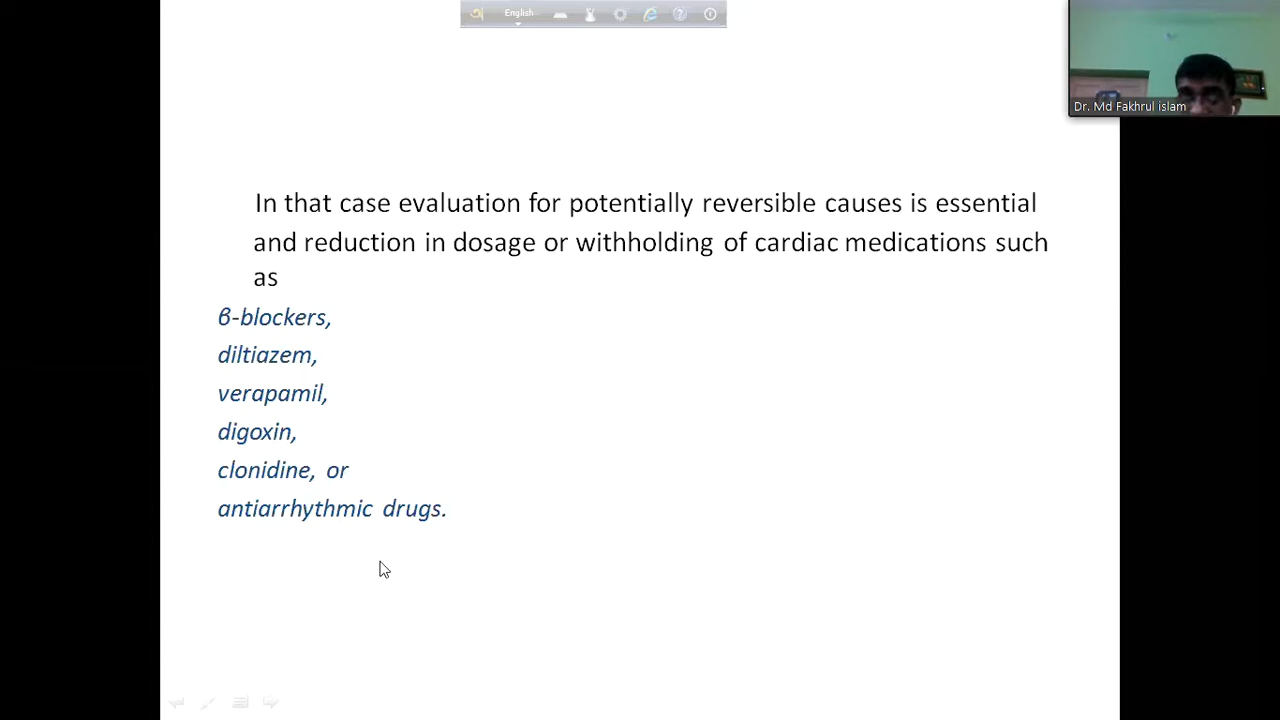 English
Dr. Md Fakhrul islam
In that case evaluation for potentially reversible causes is essential
and reduction in dosage or withholding of cardiac medications such
as
β-blockers,
diltiazem,
verapamil,
digoxin,
clonidine, or
antiarrhythmic drugs.